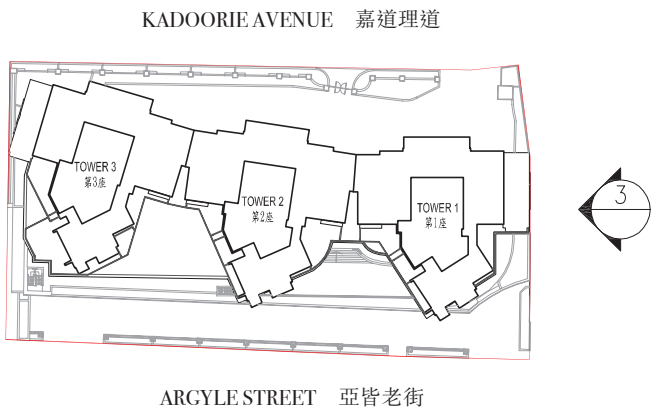 KADOORIE AVENUE 嘉道理道
TOWER 3
第3座
TOWER 2
第2座
TOWER 1
第1座
3
ARGYLE STREET 亞皆老街